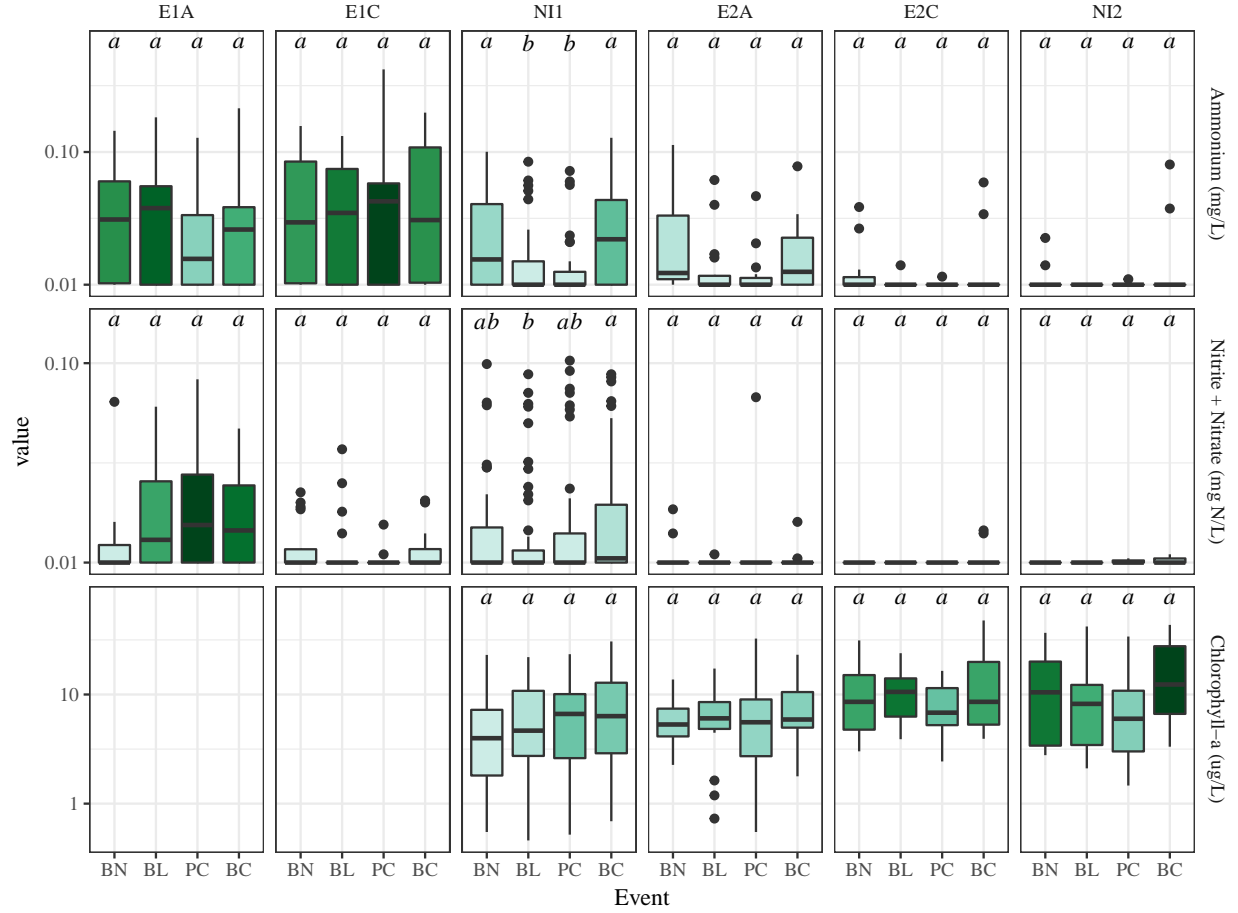 E1A E1C NI1 E2A E2C NI2
a a a a a a a a a b b a a a a a a a a a a a a a
0.10
0.01
Ammonium (mg/L)
a a a a a a a a ab b ab a a a a a a a a a a a a a
0.10
0.01
Nitrite + Nitrate (mg N/L)
value
a a a a a a a a a a a a a a a a
10
1
Chlorophyll−a (ug/L)
BN BL PC BC BN BL PC BC BN BL PC BC BN BL PC BC BN BL PC BC BN BL PC BC
Event